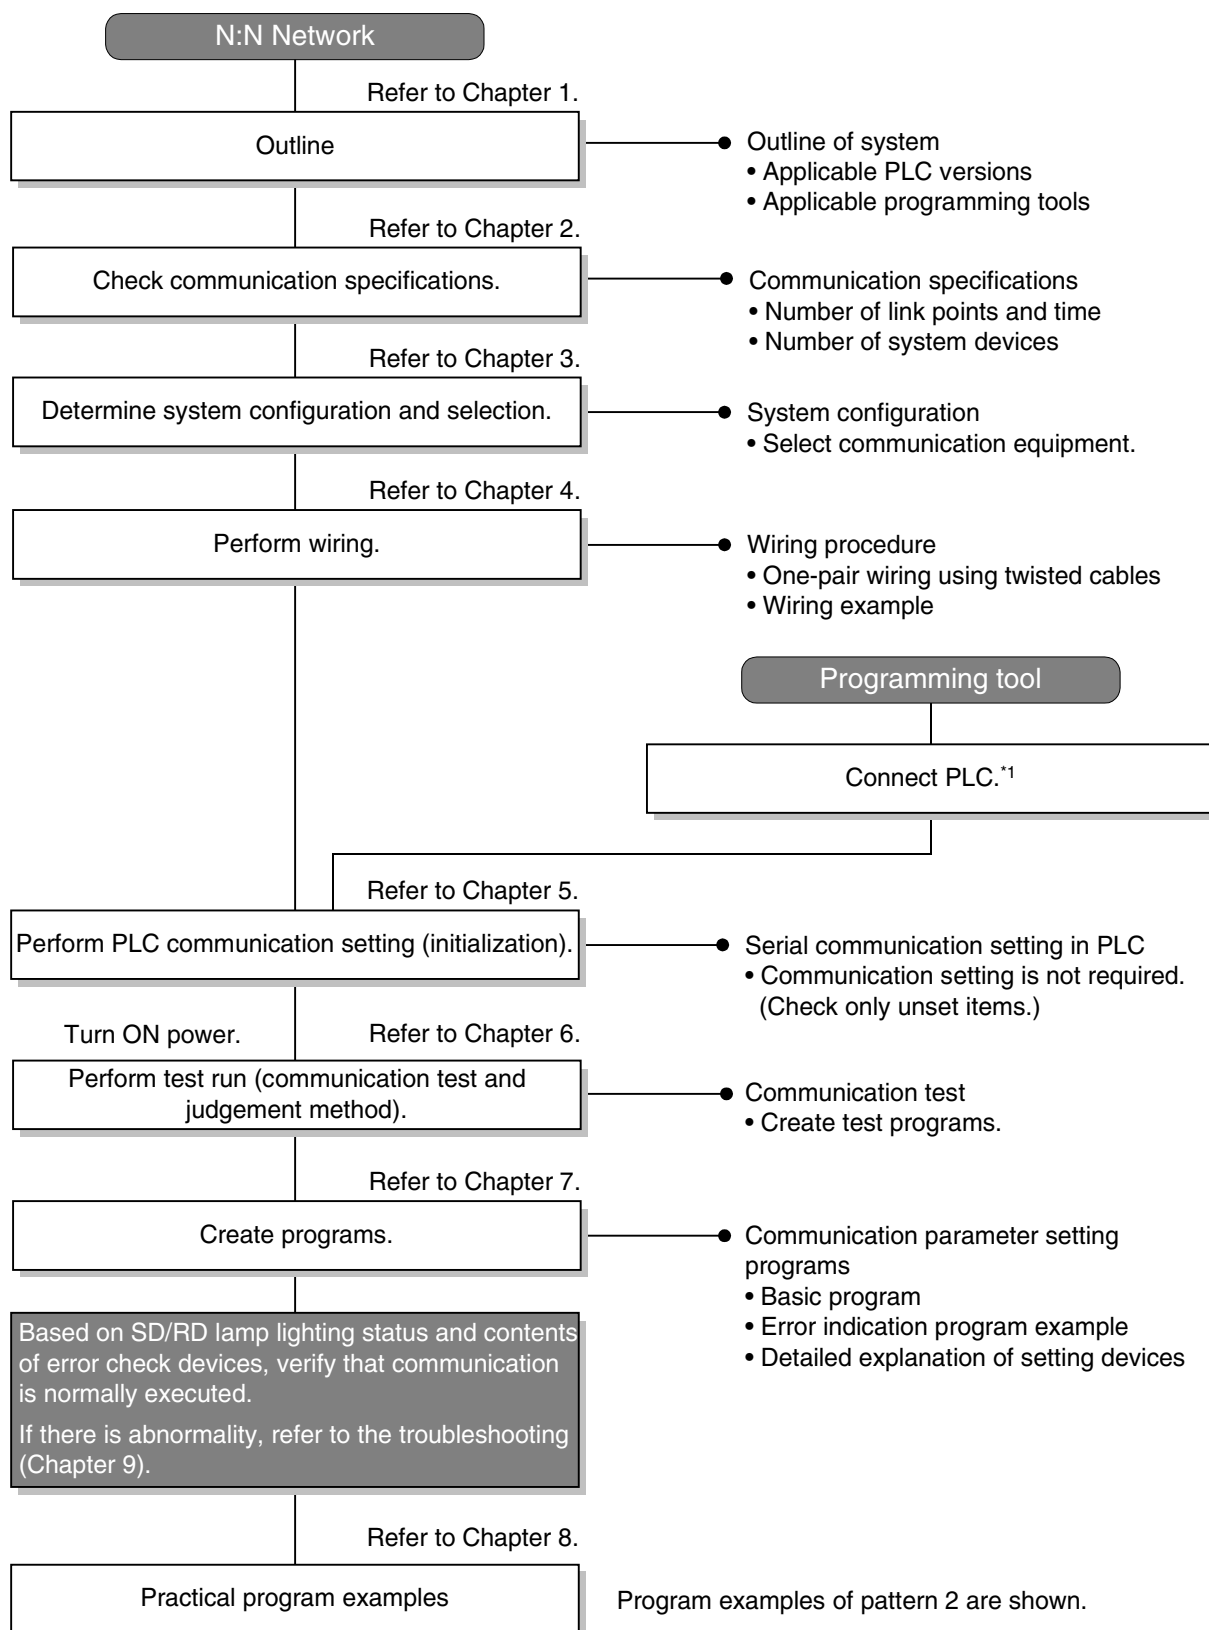 N:N Network
Refer to Chapter 1.
Outline
Outline of system
• Applicable PLC versions
• Applicable programming tools
Refer to Chapter 2.
Check communication specifications.
Communication specifications
• Number of link points and time
• Number of system devices
Refer to Chapter 3.
Determine system configuration and selection.
System configuration
• Select communication equipment.
Refer to Chapter 4.
Perform wiring.
Wiring procedure
• One-pair wiring using twisted cables
• Wiring example
Programming tool
Connect PLC.*1
Refer to Chapter 5.
Perform PLC communication setting (initialization).
Serial communication setting in PLC
• Communication setting is not required.
(Check only unset items.)
Turn ON power.
Refer to Chapter 6.
Perform test run (communication test and
judgement method).
Communication test
• Create test programs.
Refer to Chapter 7.
Create programs.
Communication parameter setting
programs
• Basic program
• Error indication program example
• Detailed explanation of setting devices
Based on SD/RD lamp lighting status and contents
of error check devices, verify that communication
is normally executed.
If there is abnormality, refer to the troubleshooting
(Chapter 9).
Refer to Chapter 8.
Practical program examples
Program examples of pattern 2 are shown.